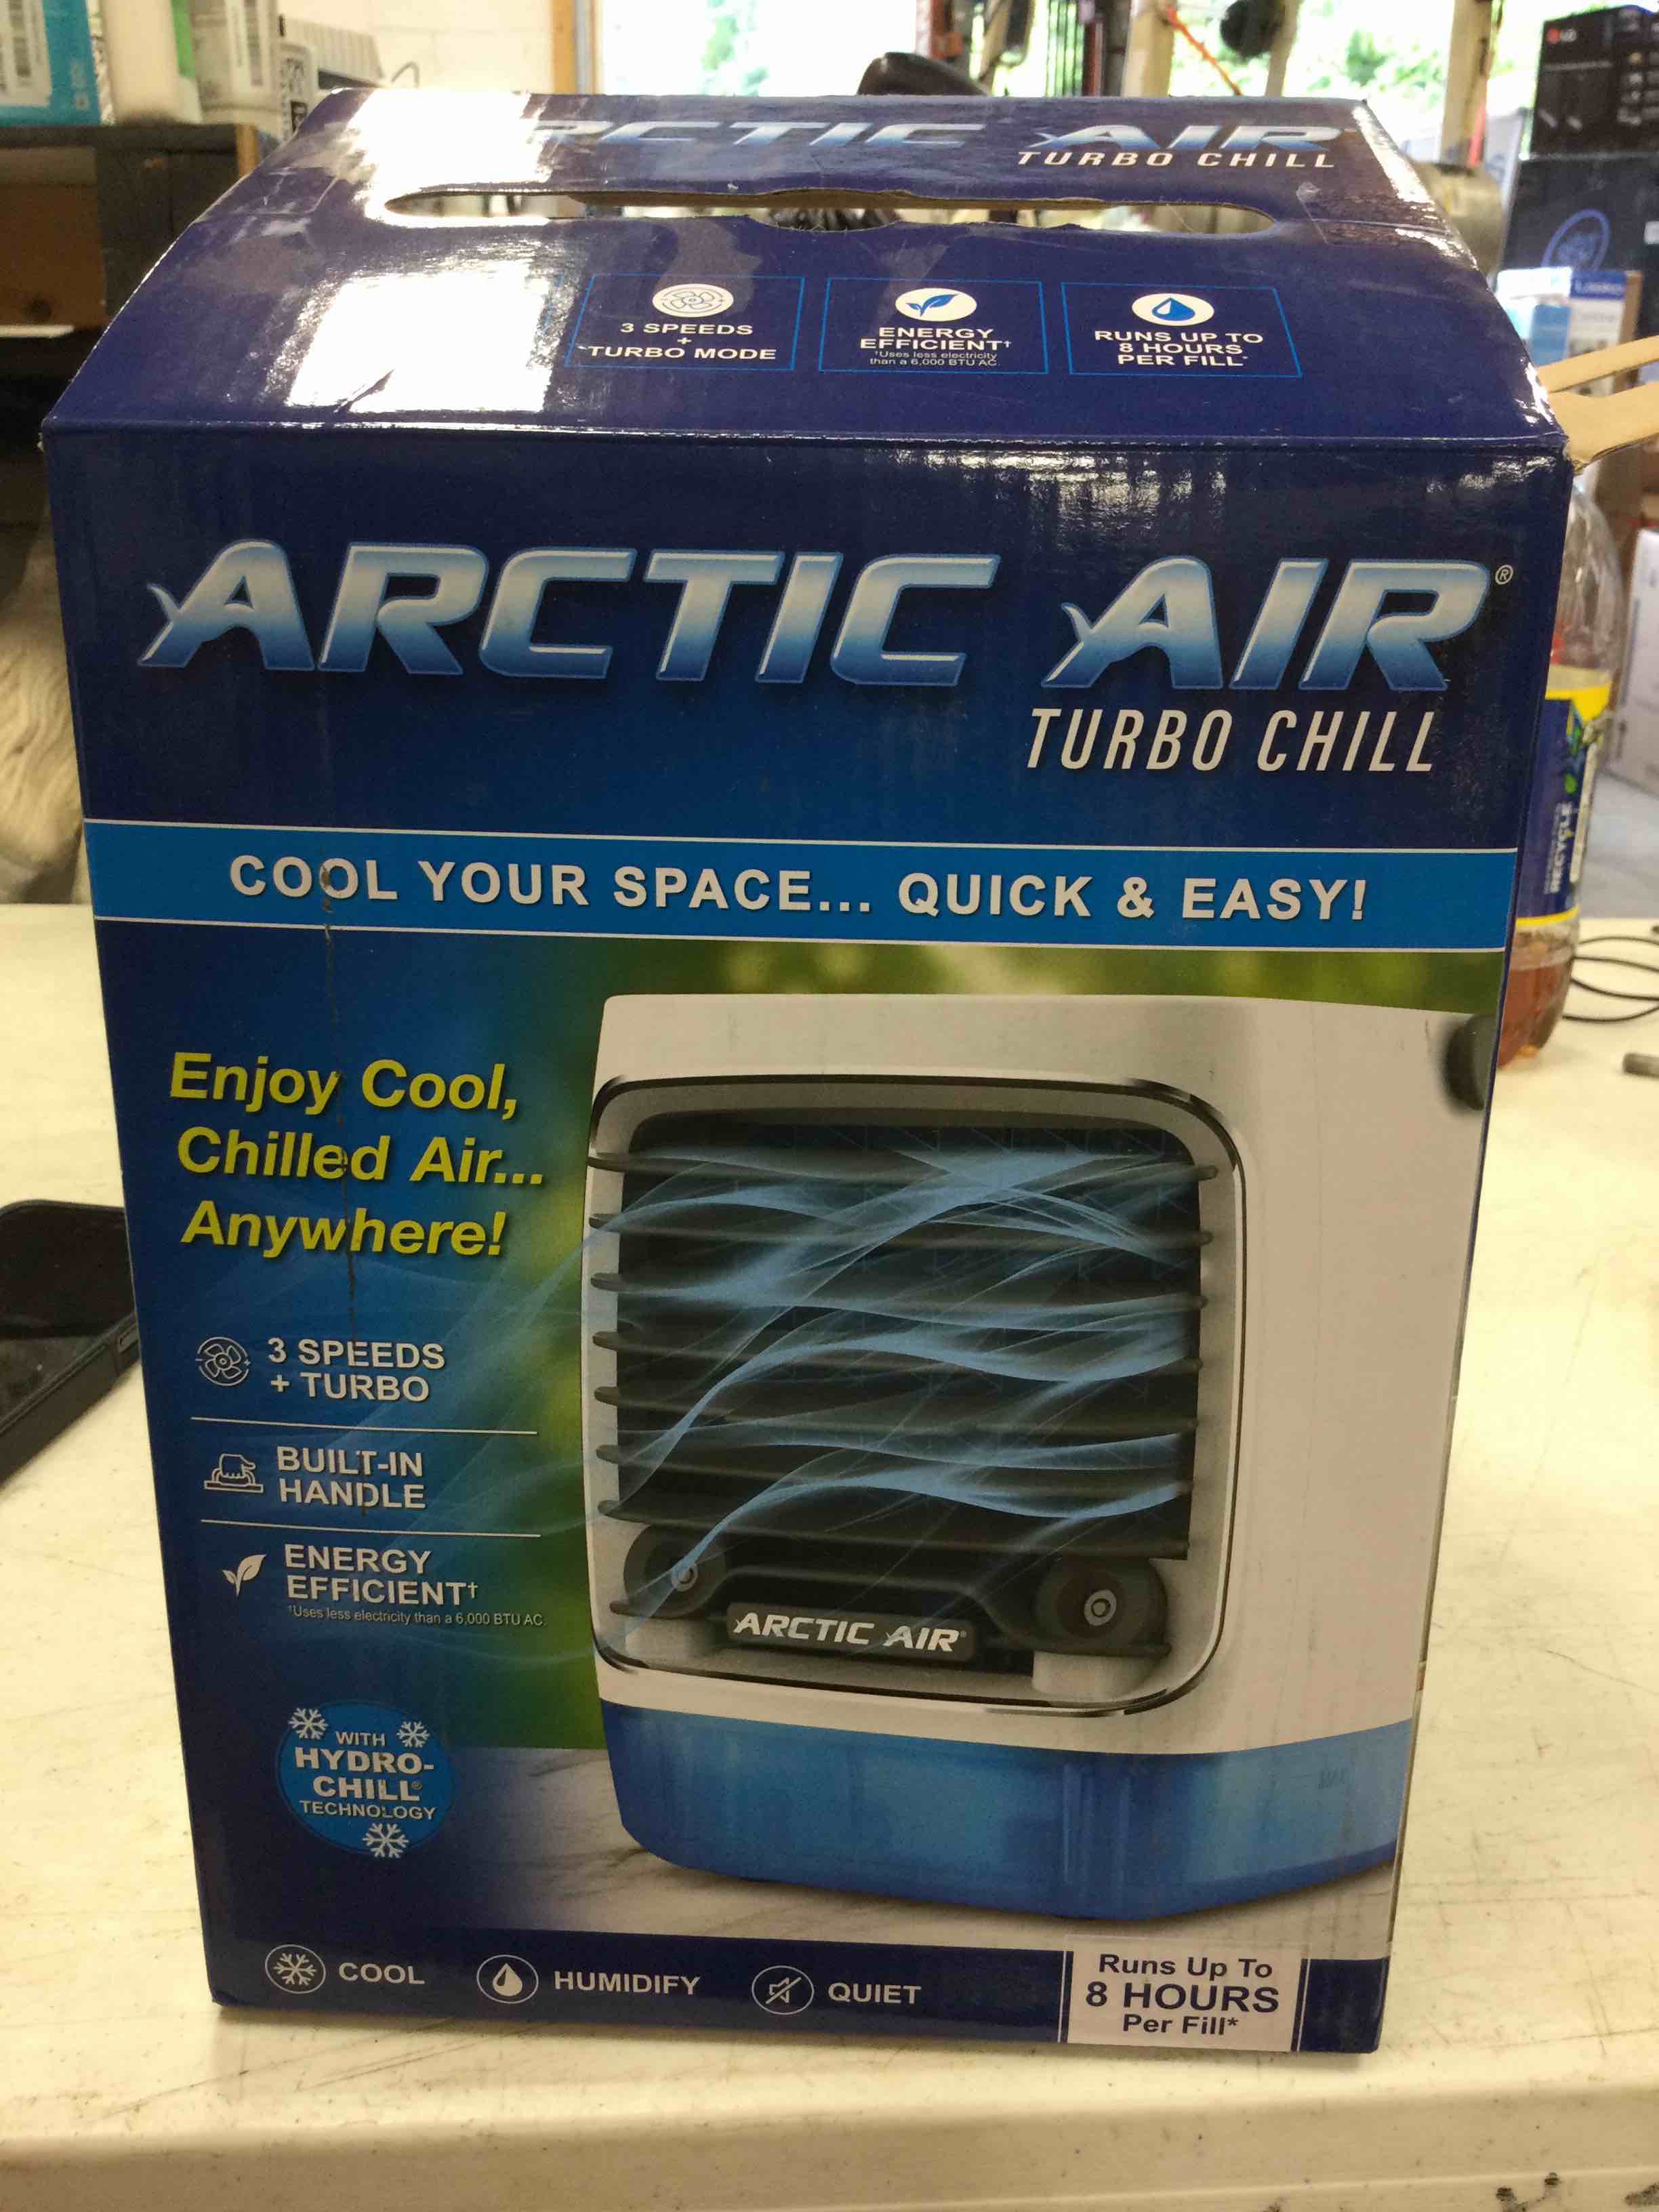 ARCTIC AIR
TURBO CHILL
3 SPEEDS
+
TURBO MODE
ENERGY
EFFICIENT†
†Uses less electricity
than a 6,000 BTU AC.
RUNS UP TO
8 HOURS
PER FILL*
ARCTIC AIR®
TURBO CHILL
COOL YOUR SPACE... QUICK & EASY!
Enjoy Cool,
Chilled Air...
Anywhere!
3 SPEEDS
+ TURBO
BUILT-IN
HANDLE
ENERGY
EFFICIENT†
†Uses less electricity than a 6,000 BTU AC.
WITH
HYDRO-
CHILL®
TECHNOLOGY
ARCTIC AIR®
COOL
HUMIDIFY
QUIET
Runs Up To
8 HOURS
Per Fill*
RECYCLE
LG